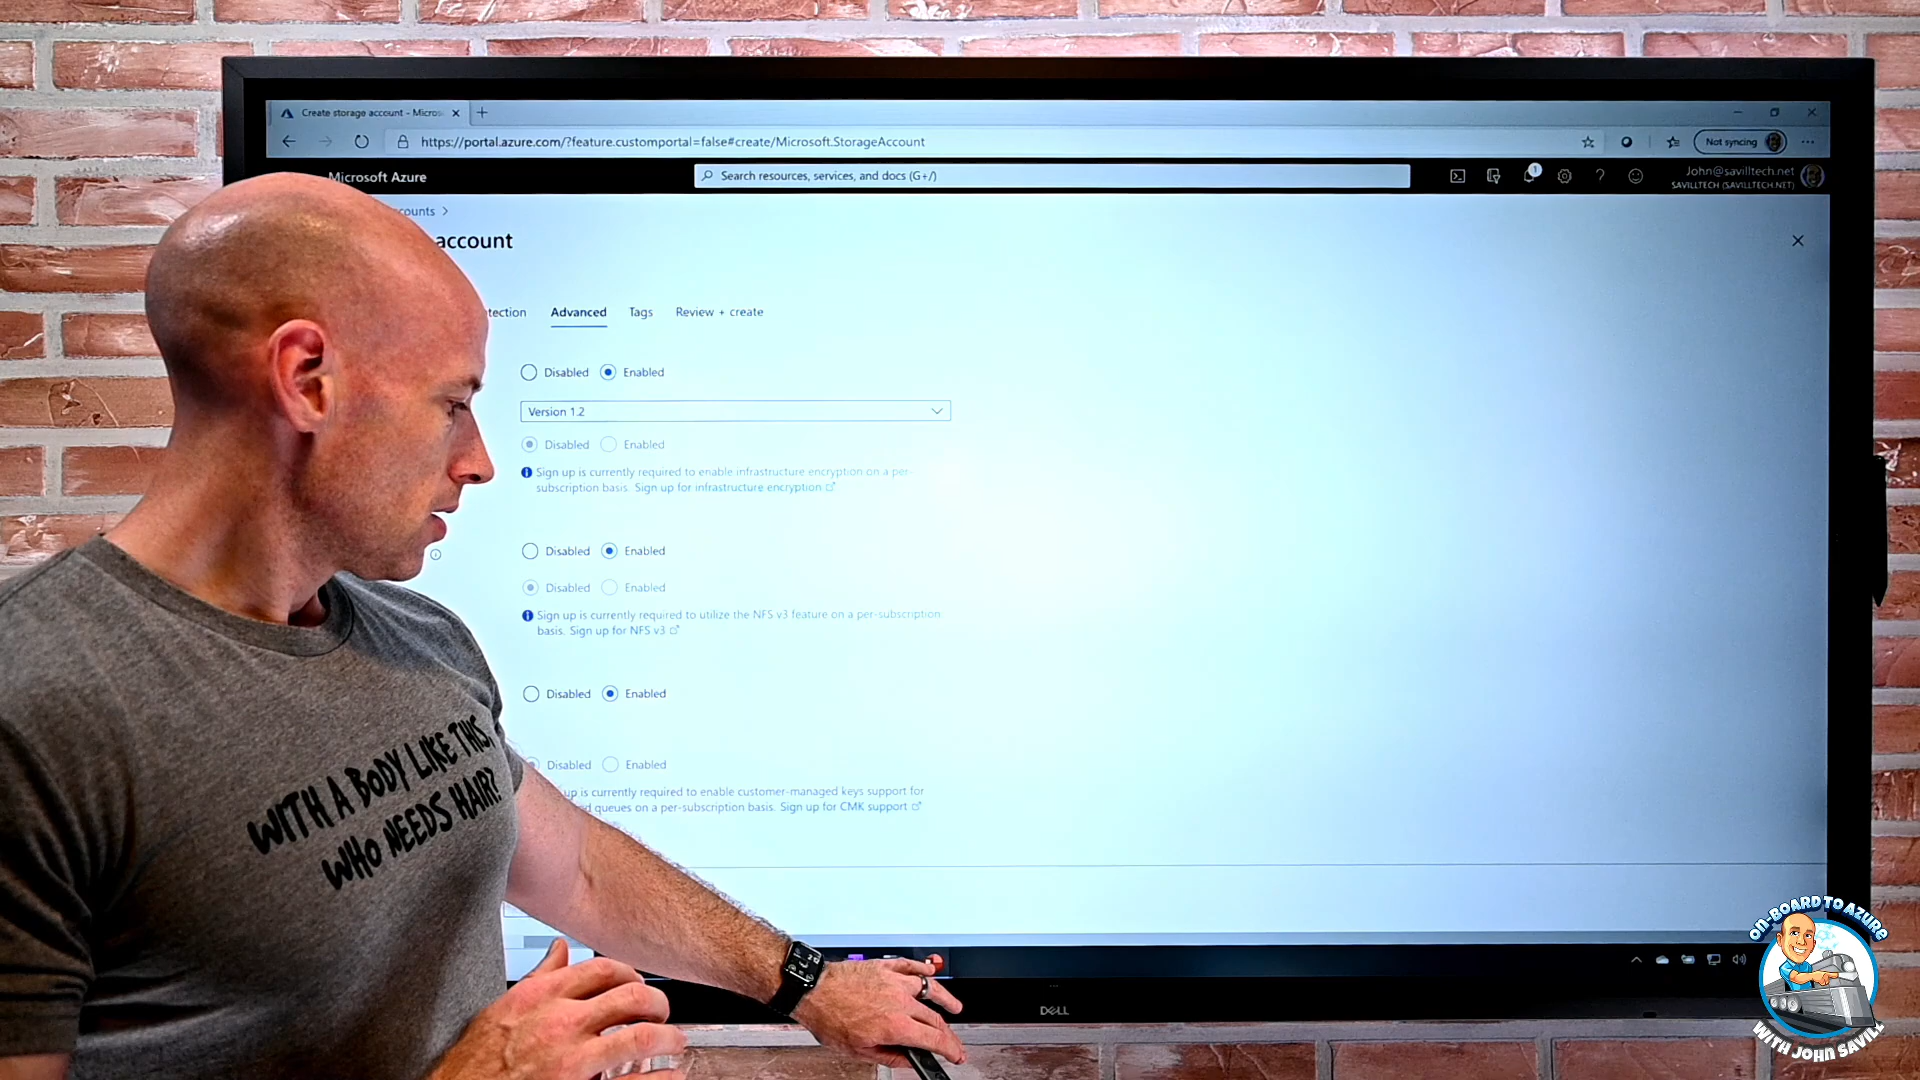 Create storage account - Micros
https://portal.azure.com/?feature.customportal=false#create/Microsoft.StorageAccount
Not syncing
Microsoft Azure
Search resources, services, and docs (G+/)
1
John@savilltech.net
SAVILLTECH (SAVILLTECH.NET)
counts >
account
tection
Advanced
Tags
Review + create
Disabled Enabled
Version 1.2
Disabled Enabled
Sign up is currently required to enable infrastructure encryption on a per-
subscription basis. Sign up for infrastructure encryption
Disabled Enabled
Disabled Enabled
Sign up is currently required to utilize the NFS v3 feature on a per-subscription
basis. Sign up for NFS v3
Disabled Enabled
Disabled Enabled
up is currently required to enable customer-managed keys support for
d queues on a per-subscription basis. Sign up for CMK support
WITH A BODY LIKE THIS,
WHO NEEDS HAIR?
DELL
ON-BOARD TO AZURE
WITH JOHN SAVILL